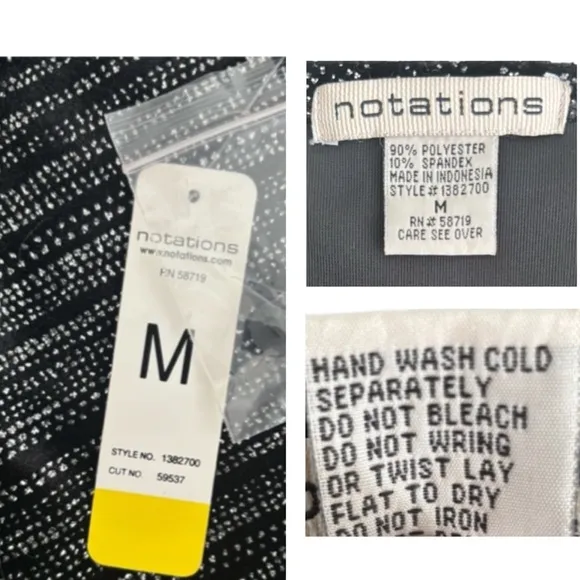 notations
www.notations.com
RN 58719
M
STYLE NO. 1382700
CUT NO. 59537
notations
90% POLYESTER
10% SPANDEX
MADE IN INDONESIA
STYLE # 1382700
M
RN # 58719
CARE SEE OVER
HAND WASH COLD
SEPARATELY
DO NOT BLEACH
DO NOT WRING
OR TWIST LAY
FLAT TO DRY
DO NOT IRON